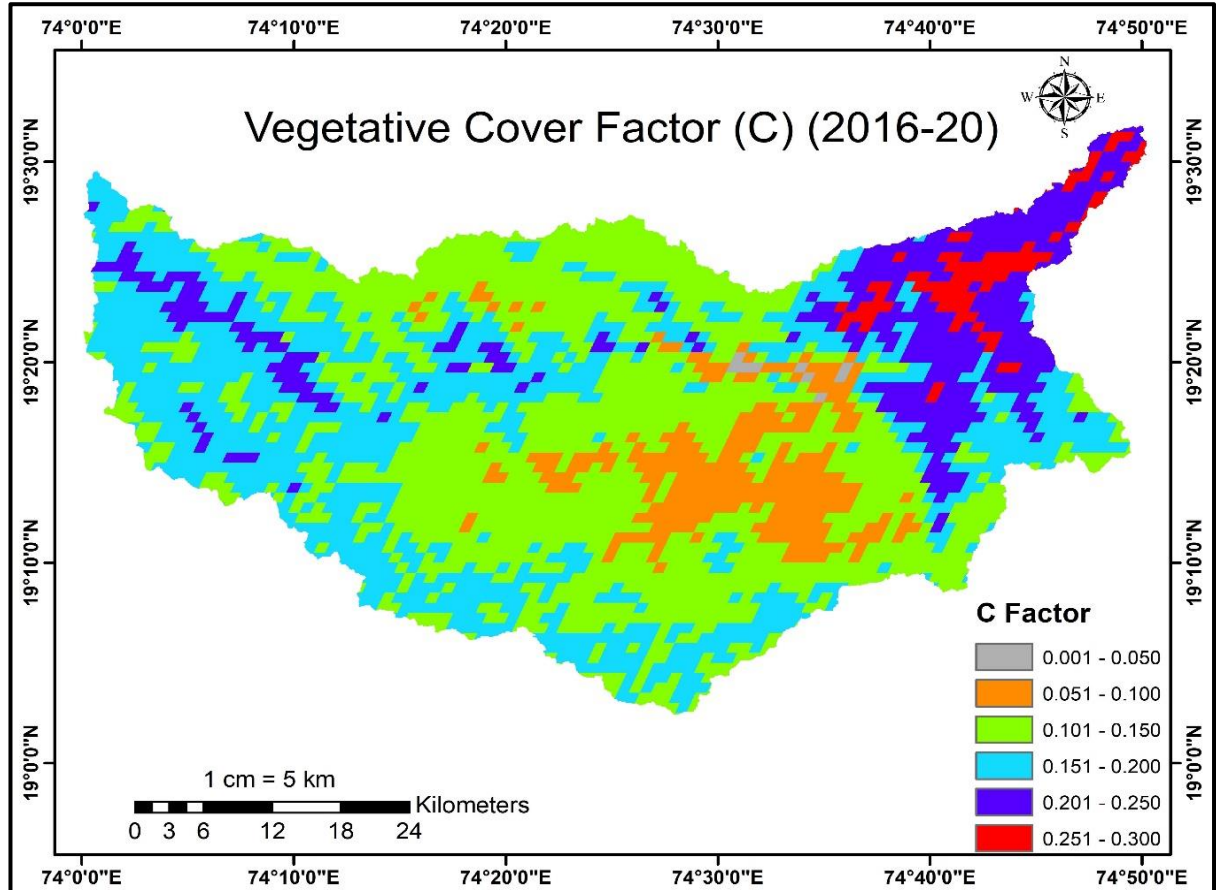 74°0'0"E 74°10'0"E 74°20'0"E 74°30'0"E 74°40'0"E 74°50'0"E
N
W E
S
Vegetative Cover Factor (C) (2016-20)
19°30'0"N 19°30'0"N
19°20'0"N 19°20'0"N
19°10'0"N 19°10'0"N
19°0'0"N 19°0'0"N
C Factor
0.001 - 0.050
0.051 - 0.100
0.101 - 0.150
0.151 - 0.200
0.201 - 0.250
0.251 - 0.300
1 cm = 5 km
Kilometers
0 3 6 12 18 24
74°0'0"E 74°10'0"E 74°20'0"E 74°30'0"E 74°40'0"E 74°50'0"E